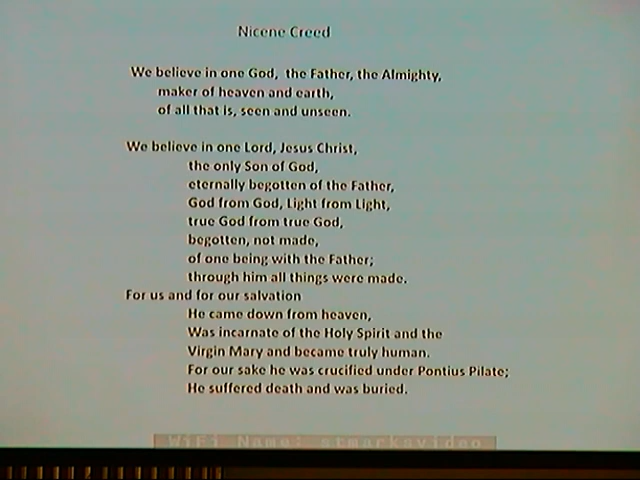 Nicene Creed
We believe in one God, the Father, the Almighty,
maker of heaven and earth,
of all that is, seen and unseen.
We believe in one Lord, Jesus Christ,
the only Son of God,
eternally begotten of the Father,
God from God, Light from Light,
true God from true God,
begotten, not made,
of one being with the Father;
through him all things were made.
For us and for our salvation
He came down from heaven,
Was incarnate of the Holy Spirit and the
Virgin Mary and became truly human.
For our sake he was crucified under Pontius Pilate;
He suffered death and was buried.
WiFi Name: stmarksvideo